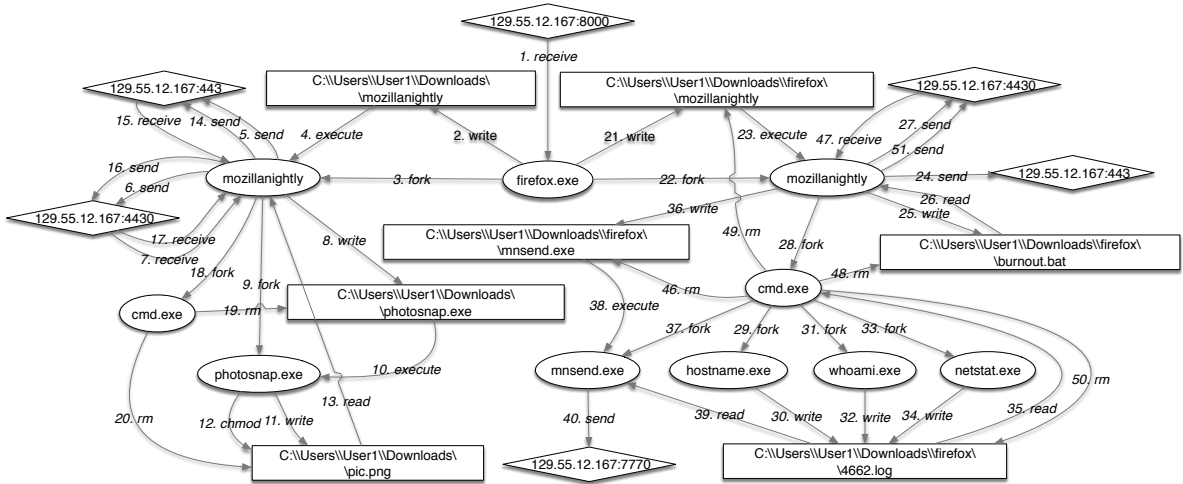 129.55.12.167:8000
1. receive
129.55.12.167:443
C:\\Users\\User1\\Downloads\
\mozillanightly
C:\\Users\\User1\\Downloads\\firefox\
\mozillanightly
129.55.12.167:4430
15. receive
14. send
5. send
4. execute
2. write
21. write
23. execute
47. receive
27. send
51. send
16. send
6. send
mozillanightly
3. fork
firefox.exe
22. fork
mozillanightly
24. send
129.55.12.167:443
129.55.12.167:4430
17. receive
7. receive
8. write
36. write
26. read
25. write
C:\\Users\\User1\\Downloads\\firefox\
\mnsend.exe
49. rm
28. fork
C:\\Users\\User1\\Downloads\\firefox\
\burnout.bat
18. fork
9. fork
48. rm
46. rm
cmd.exe
cmd.exe
19. rm
C:\\Users\\User1\\Downloads\
\photosnap.exe
38. execute
37. fork
29. fork
31. fork
33. fork
photosnap.exe
10. execute
mnsend.exe
hostname.exe
whoami.exe
netstat.exe
50. rm
20. rm
12. chmod
11. write
13. read
40. send
39. read
30. write
32. write
34. write
35. read
C:\\Users\\User1\\Downloads\
\pic.png
129.55.12.167:7770
C:\\Users\\User1\\Downloads\\firefox\
\4662.log